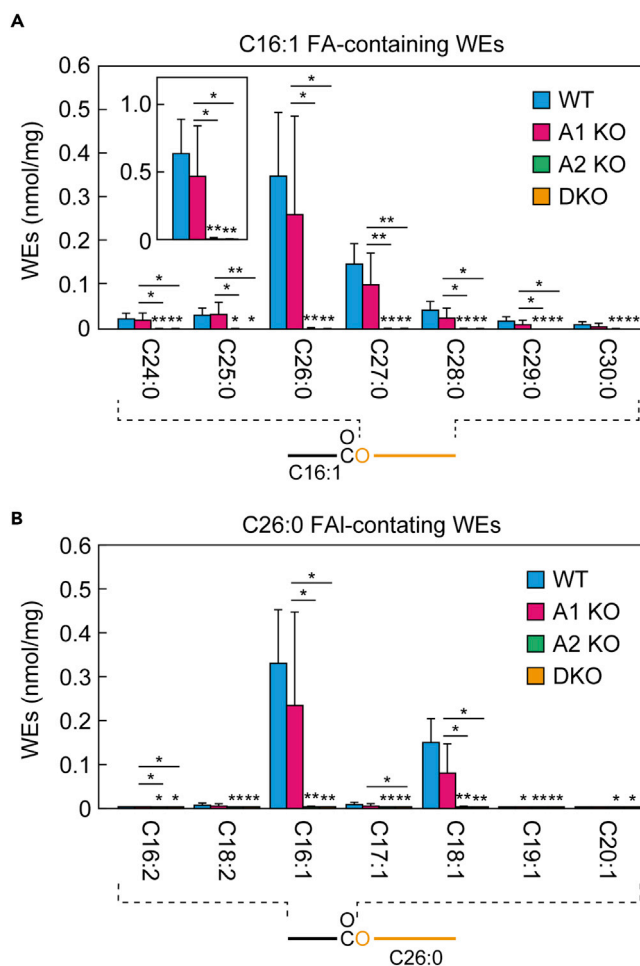 A
C16:1 FA-containing WEs
WEs (nmol/mg)
0.6
0.5
0.4
0.3
0.2
0.1
0
1.0
0.5
0
* * ** **
WT
A1 KO
A2 KO
DKO
* * ** **
* ** * *
* * ** **
** ** ** **
* * ** **
* * ** **
** **
C24:0 C25:0 C26:0 C27:0 C28:0 C29:0 C30:0
O
CO
C16:1
B
C26:0 FAl-contating WEs
WEs (nmol/mg)
0.6
0.5
0.4
0.3
0.2
0.1
0
WT
A1 KO
A2 KO
DKO
* * * *
** **
* * ** **
* ** **
* * ** **
* ** **
* *
C16:2 C18:2 C16:1 C17:1 C18:1 C19:1 C20:1
O
CO
C26:0